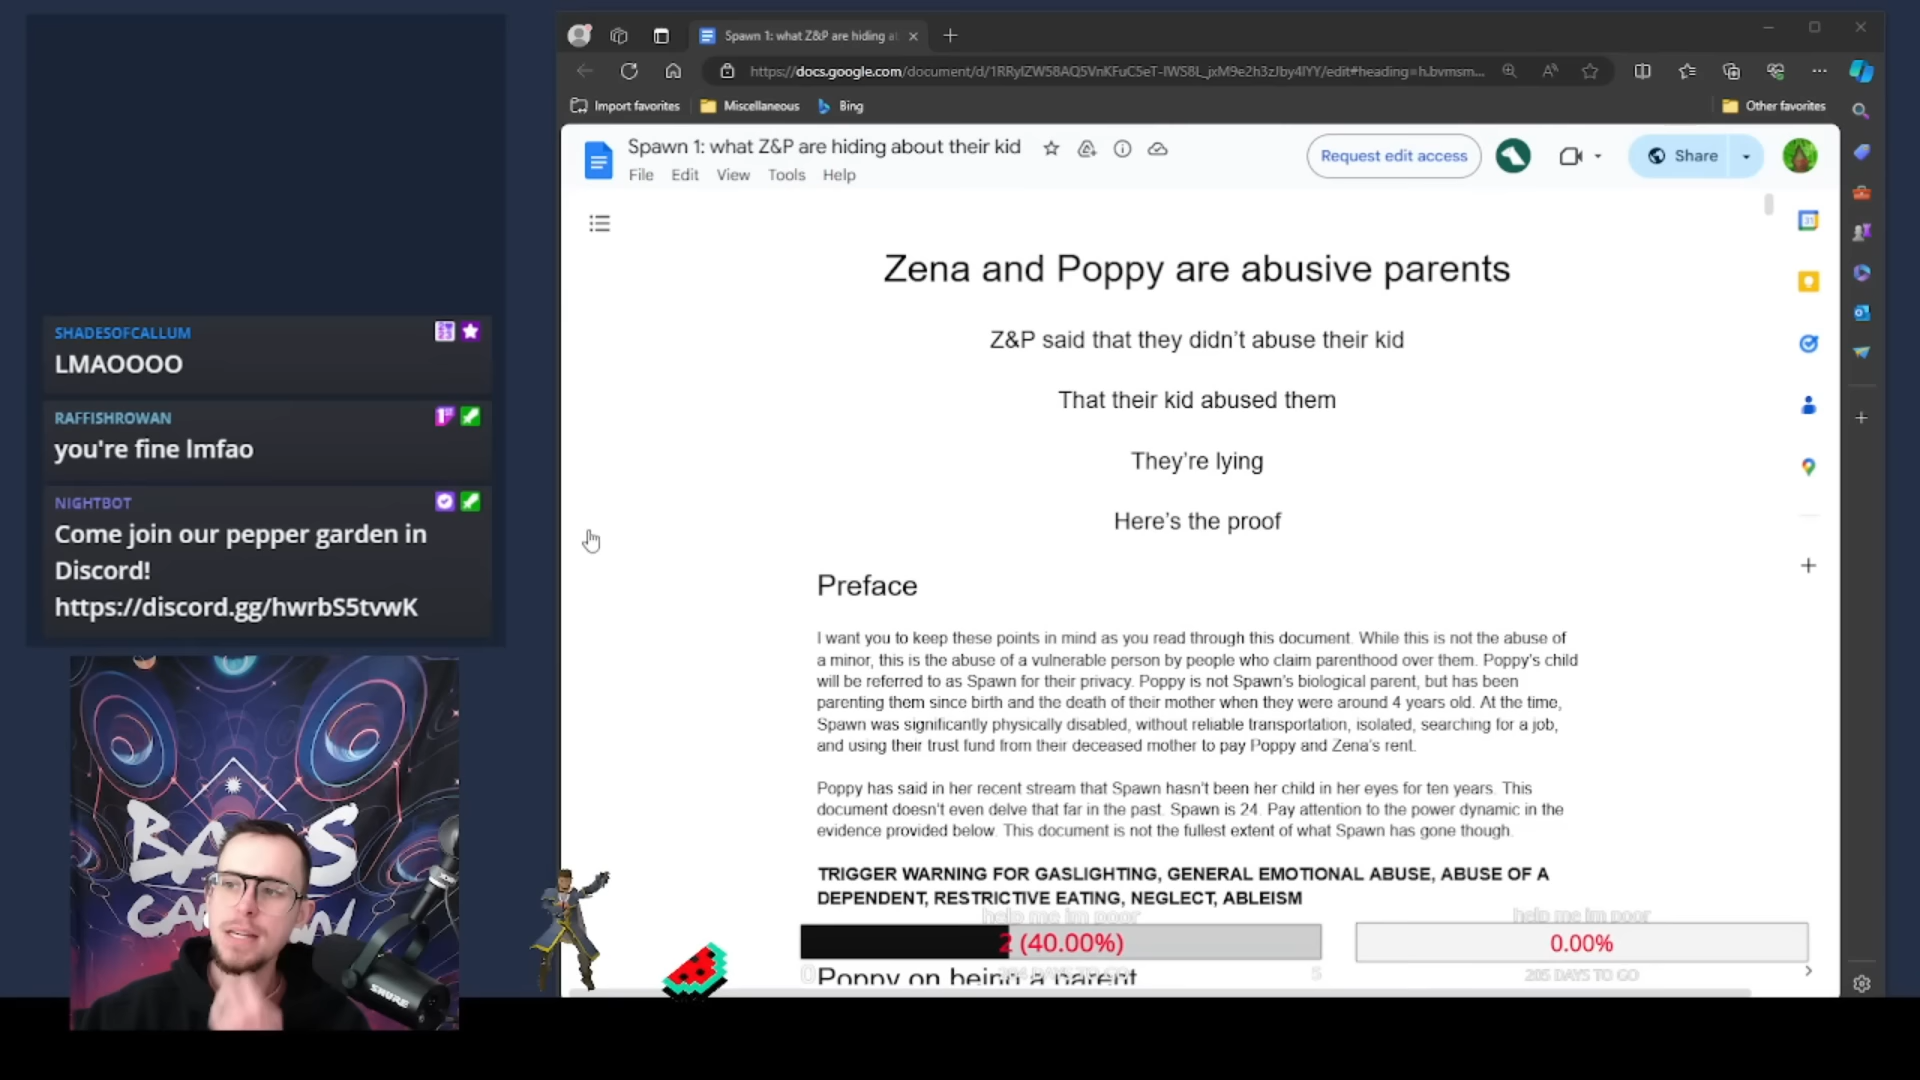 Spawn 1: what Z&P are hiding a
https://docs.google.com/document/d/1RRyIZW58AQ5VnKFuC5eT-IWS8L_jxM9e2h3zJby4lYY/edit#heading=h.bvmsm...
Import favorites
Miscellaneous
Bing
Other favorites
Spawn 1: what Z&P are hiding about their kid
File Edit View Tools Help
Request edit access
Share
Zena and Poppy are abusive parents
Z&P said that they didn't abuse their kid
That their kid abused them
They're lying
Here's the proof
Preface
I want you to keep these points in mind as you read through this document. While this is not the abuse of
a minor, this is the abuse of a vulnerable person by people who claim parenthood over them. Poppy's child
will be referred to as Spawn for their privacy. Poppy is not Spawn's biological parent, but has been
parenting them since birth and the death of their mother when they were around 4 years old. At the time,
Spawn was significantly physically disabled, without reliable transportation, isolated, searching for a job,
and using their trust fund from their deceased mother to pay Poppy and Zena's rent.
Poppy has said in her recent stream that Spawn hasn't been her child in her eyes for ten years. This
document doesn't even delve that far in the past. Spawn is 24. Pay attention to the power dynamic in the
evidence provided below. This document is not the fullest extent of what Spawn has gone though.
TRIGGER WARNING FOR GASLIGHTING, GENERAL EMOTIONAL ABUSE, ABUSE OF A
DEPENDENT, RESTRICTIVE EATING, NEGLECT, ABLEISM
Poppy on being a parent
help me im poor
2 (40.00%)
0
5
help me im poor
0.00%
205 DAYS TO GO
SHADESOFCALLUM
LMAOOOO
RAFFISHROWAN
you're fine lmfao
NIGHTBOT
Come join our pepper garden in
Discord!
https://discord.gg/hwrbS5tvwK
SHURE